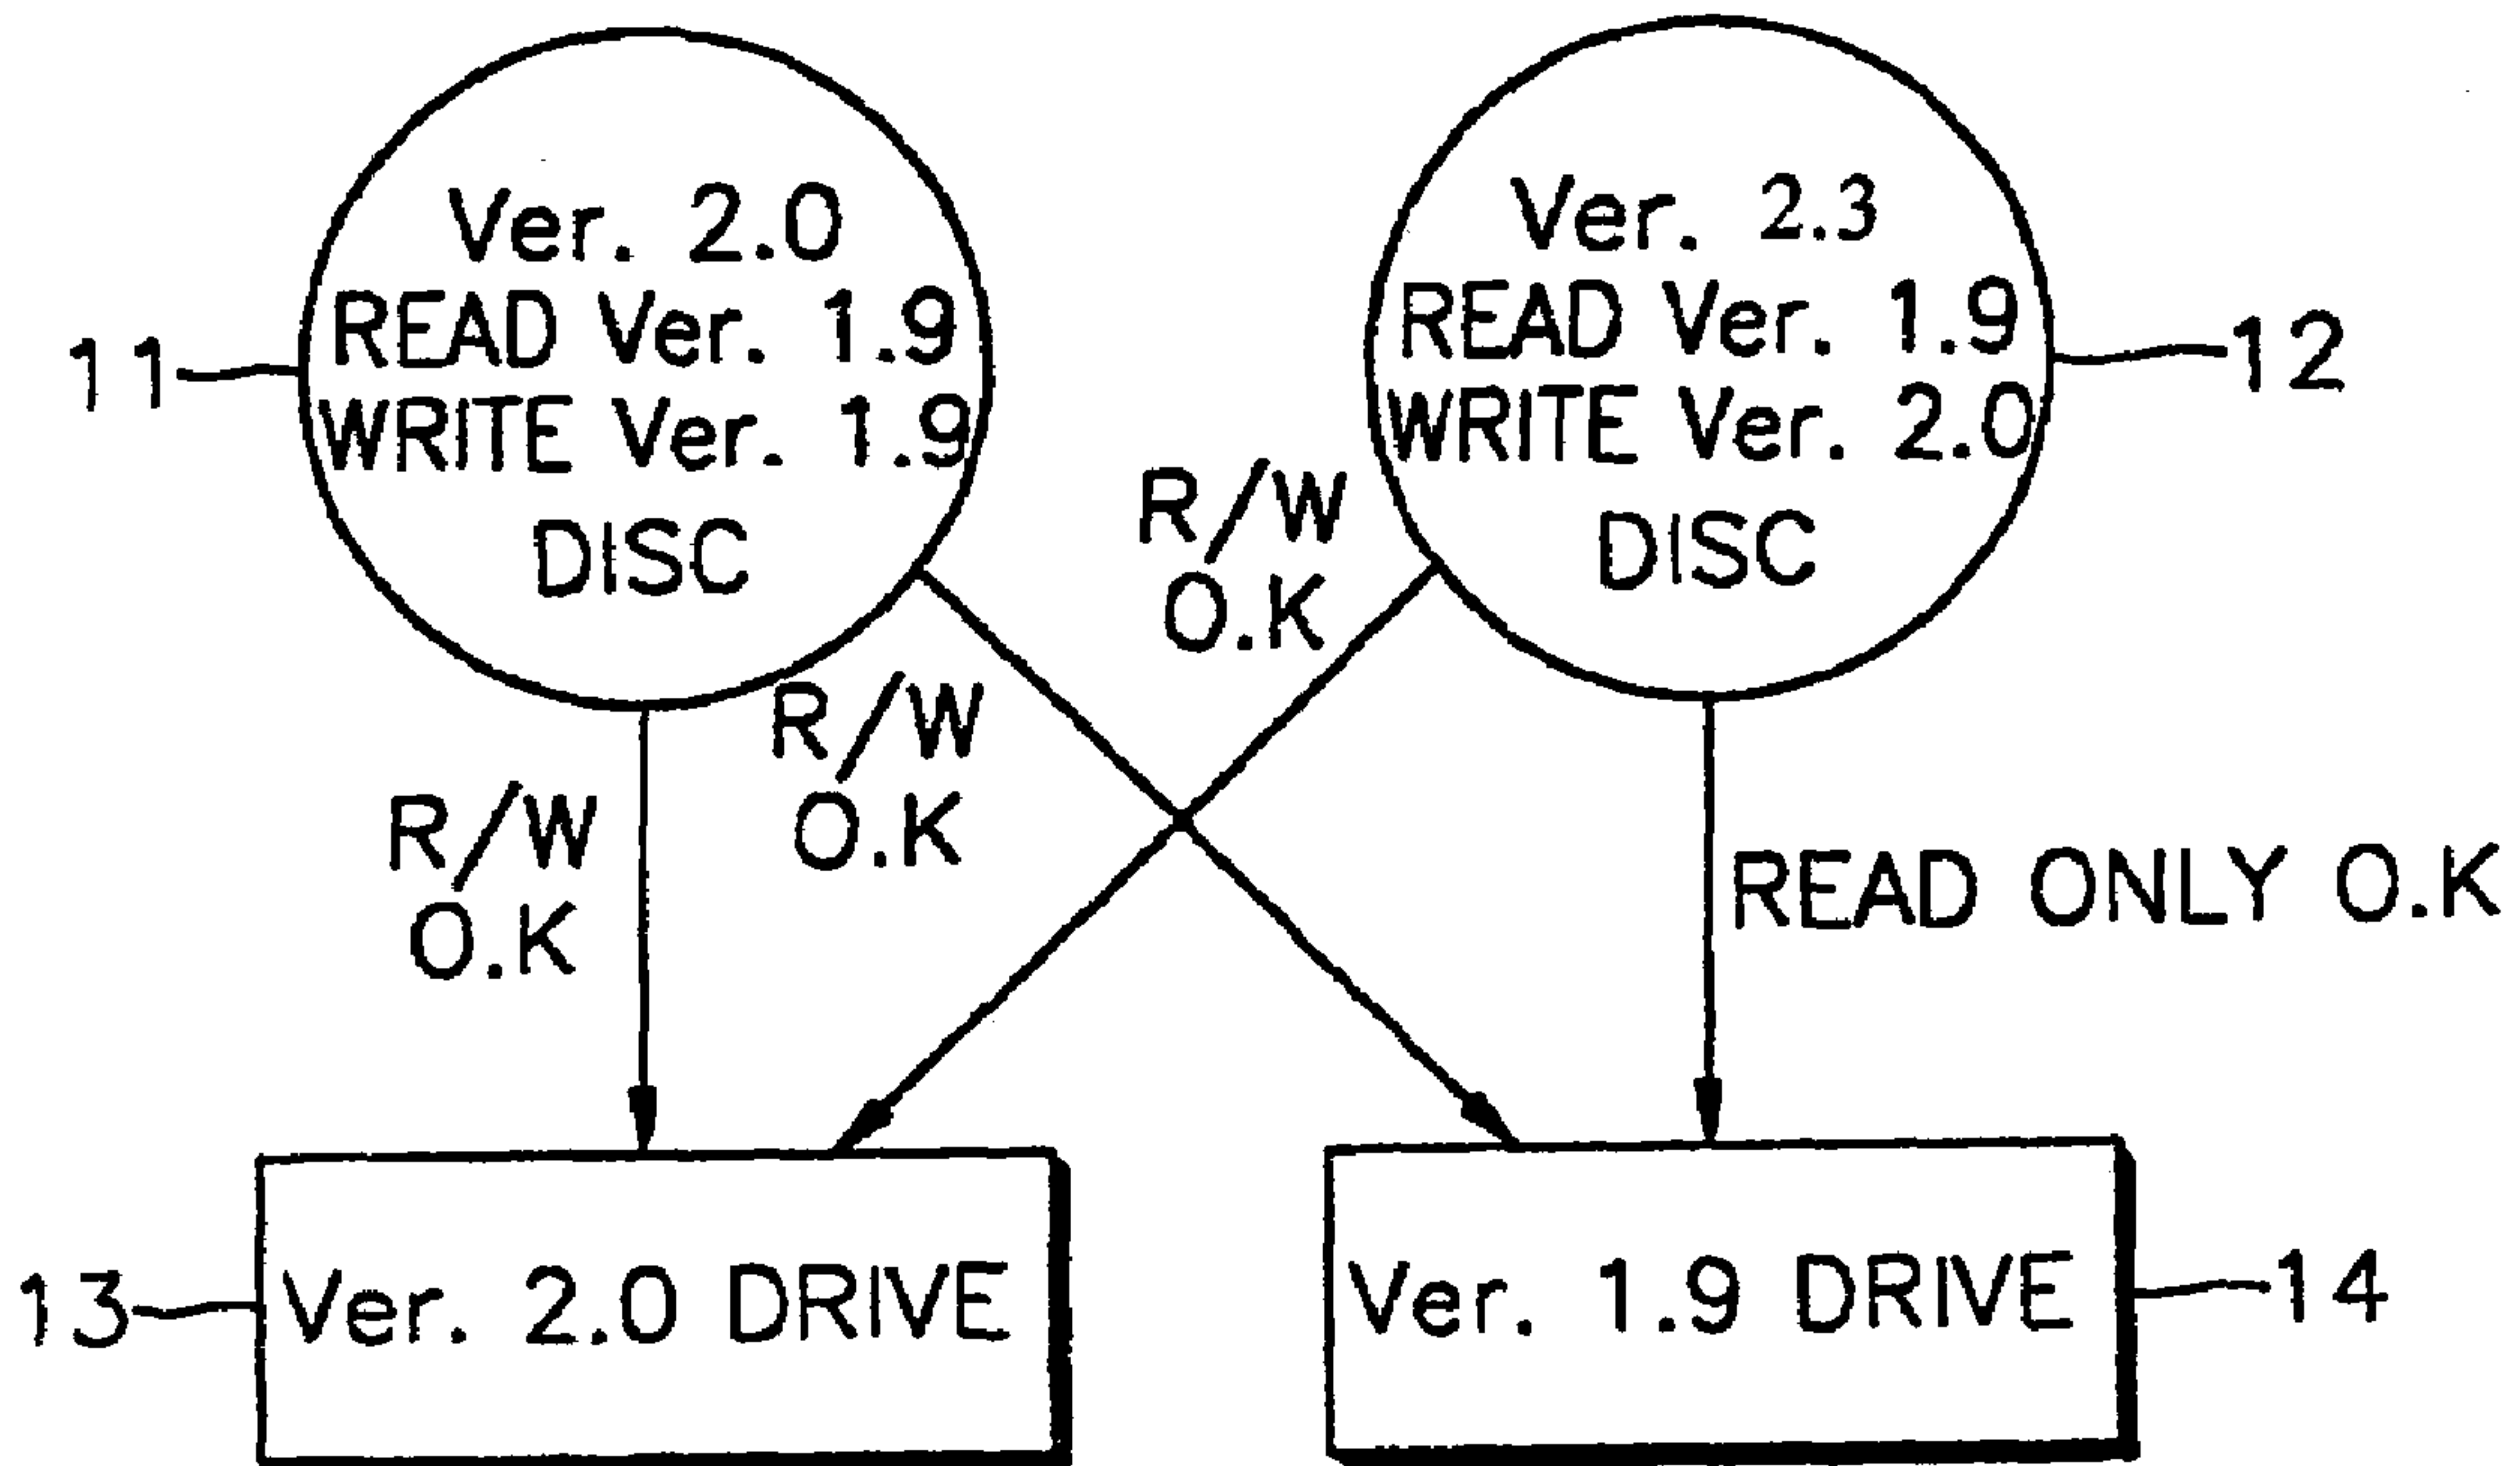 Ver. 2.0
READ Ver. 1.9
WRITE Ver. 1.9
DISC
11
Ver. 2.3
READ Ver. 1.9
WRITE Ver. 2.0
DISC
12
R/W
O.K
R/W
O.K
R/W
O.K
READ ONLY O.K
13
Ver. 2.0 DRIVE
Ver. 1.9 DRIVE
14